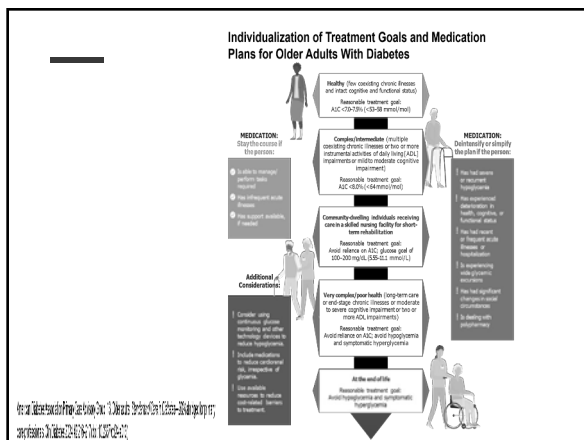 Individualization of Treatment Goals and Medication
Plans for Older Adults With Diabetes
Healthy (few coexisting chronic illnesses
and intact cognitive and functional status)
Reasonable treatment goal:
A1C <7.0–7.5% (<53–58 mmol/mol)
MEDICATION:
Stay the course if
the person:
Is able to manage/
perform tasks
required
Has infrequent acute
illnesses
Has support available,
if needed
Complex/intermediate (multiple
coexisting chronic illnesses or two or more
instrumental activities of daily living [ADL]
impairments or mild to moderate cognitive
impairment)
Reasonable treatment goal:
A1C <8.0% (<64 mmol/mol)
MEDICATION:
Deintensify or simplify
the plan if the person:
Has had severe
or recurrent
hypoglycemia
Has experienced
deterioration in
health, cognitive, or
functional status
Has had recent
or frequent acute
illnesses or
hospitalization
Is experiencing
wide glycemic
excursions
Has had significant
changes in social
circumstances
Is dealing with
polypharmacy
Community-dwelling individuals receiving
care in a skilled nursing facility for short-
term rehabilitation
Avoid reliance on A1C; glucose goal of
100–200 mg/dL (5.55–11.1 mmol/L)
Additional
Considerations:
Consider using
continuous glucose
monitoring and other
technology devices to
reduce hypoglycemia.
Include medications
to reduce cardiorenal
risk, irrespective of
glycemia.
Use available
resources to reduce
cost-related barriers
to treatment.
Very complex/poor health (long-term care
or end-stage chronic illnesses or moderate
to severe cognitive impairment or two or
more ADL impairments)
Reasonable treatment goal:
Avoid reliance on A1C; avoid hypoglycemia
and symptomatic hyperglycemia
At the end of life
Reasonable treatment goal:
Avoid hypoglycemia and symptomatic
hyperglycemia
American Diabetes Association Primary Care Advisory Group